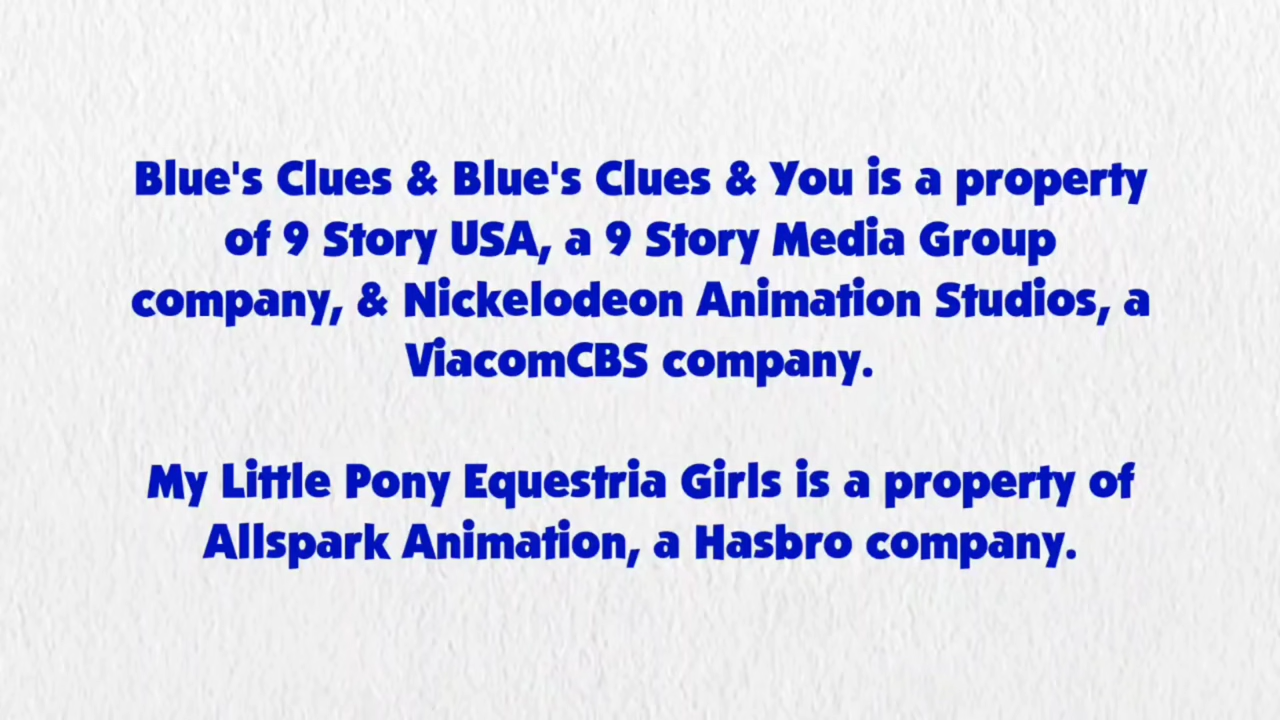 Blue's Clues & Blue's Clues & You is a property
of 9 Story USA, a 9 Story Media Group
company, & Nickelodeon Animation Studios, a
ViacomCBS company.
My Little Pony Equestria Girls is a property of
Allspark Animation, a Hasbro company.